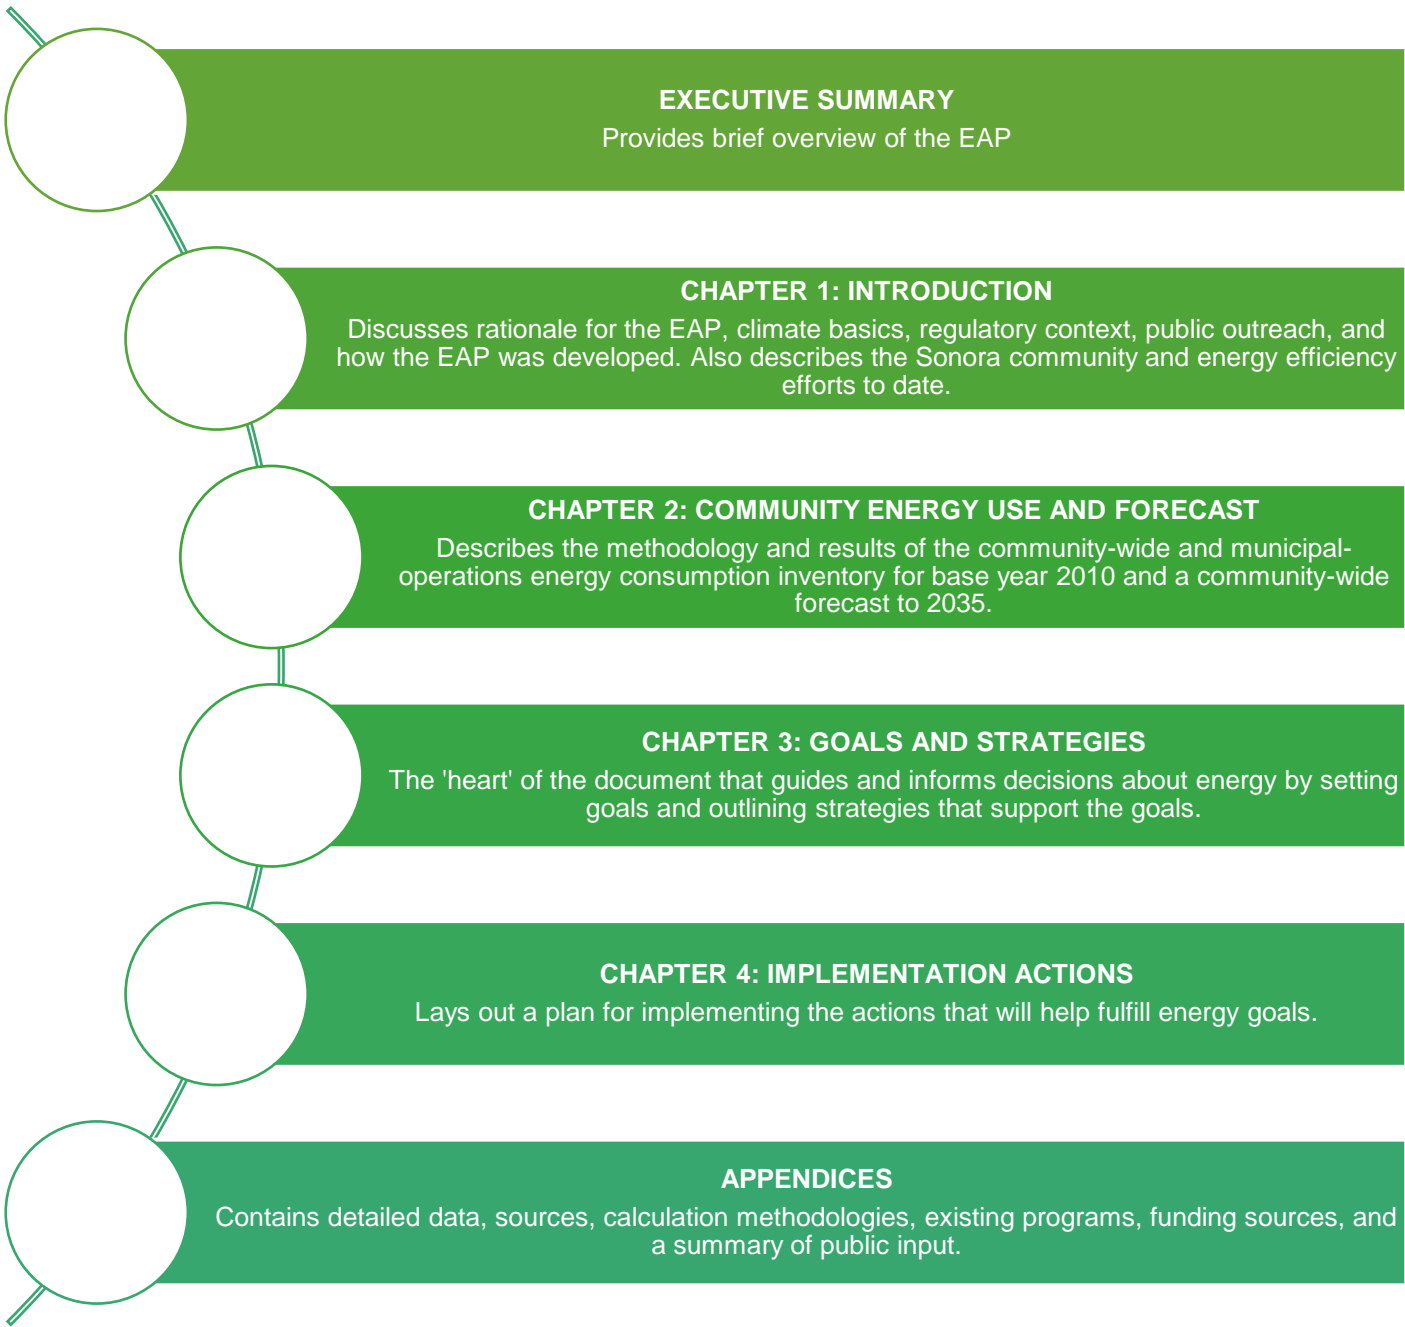 EXECUTIVE SUMMARY
Provides brief overview of the EAP
CHAPTER 1: INTRODUCTION
Discusses rationale for the EAP, climate basics, regulatory context, public outreach, and
how the EAP was developed. Also describes the Sonora community and energy efficiency
efforts to date.
CHAPTER 2: COMMUNITY ENERGY USE AND FORECAST
Describes the methodology and results of the community-wide and municipal-
operations energy consumption inventory for base year 2010 and a community-wide
forecast to 2035.
CHAPTER 3: GOALS AND STRATEGIES
The 'heart' of the document that guides and informs decisions about energy by setting
goals and outlining strategies that support the goals.
CHAPTER 4: IMPLEMENTATION ACTIONS
Lays out a plan for implementing the actions that will help fulfill energy goals.
APPENDICES
Contains detailed data, sources, calculation methodologies, existing programs, funding sources, and
a summary of public input.